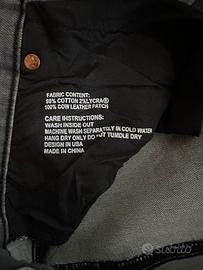 FABRIC CONTENT:
98% COTTON 2%LYCRA®
100% COW LEATHER PATCH
CARE INSTRUCTIONS:
WASH INSIDE OUT
MACHINE WASH SEPARATELY IN COLD WATER
HANG DRY ONLY DO NOT TUMBLE DRY
DESIGN IN USA
MADE IN CHINA
subito